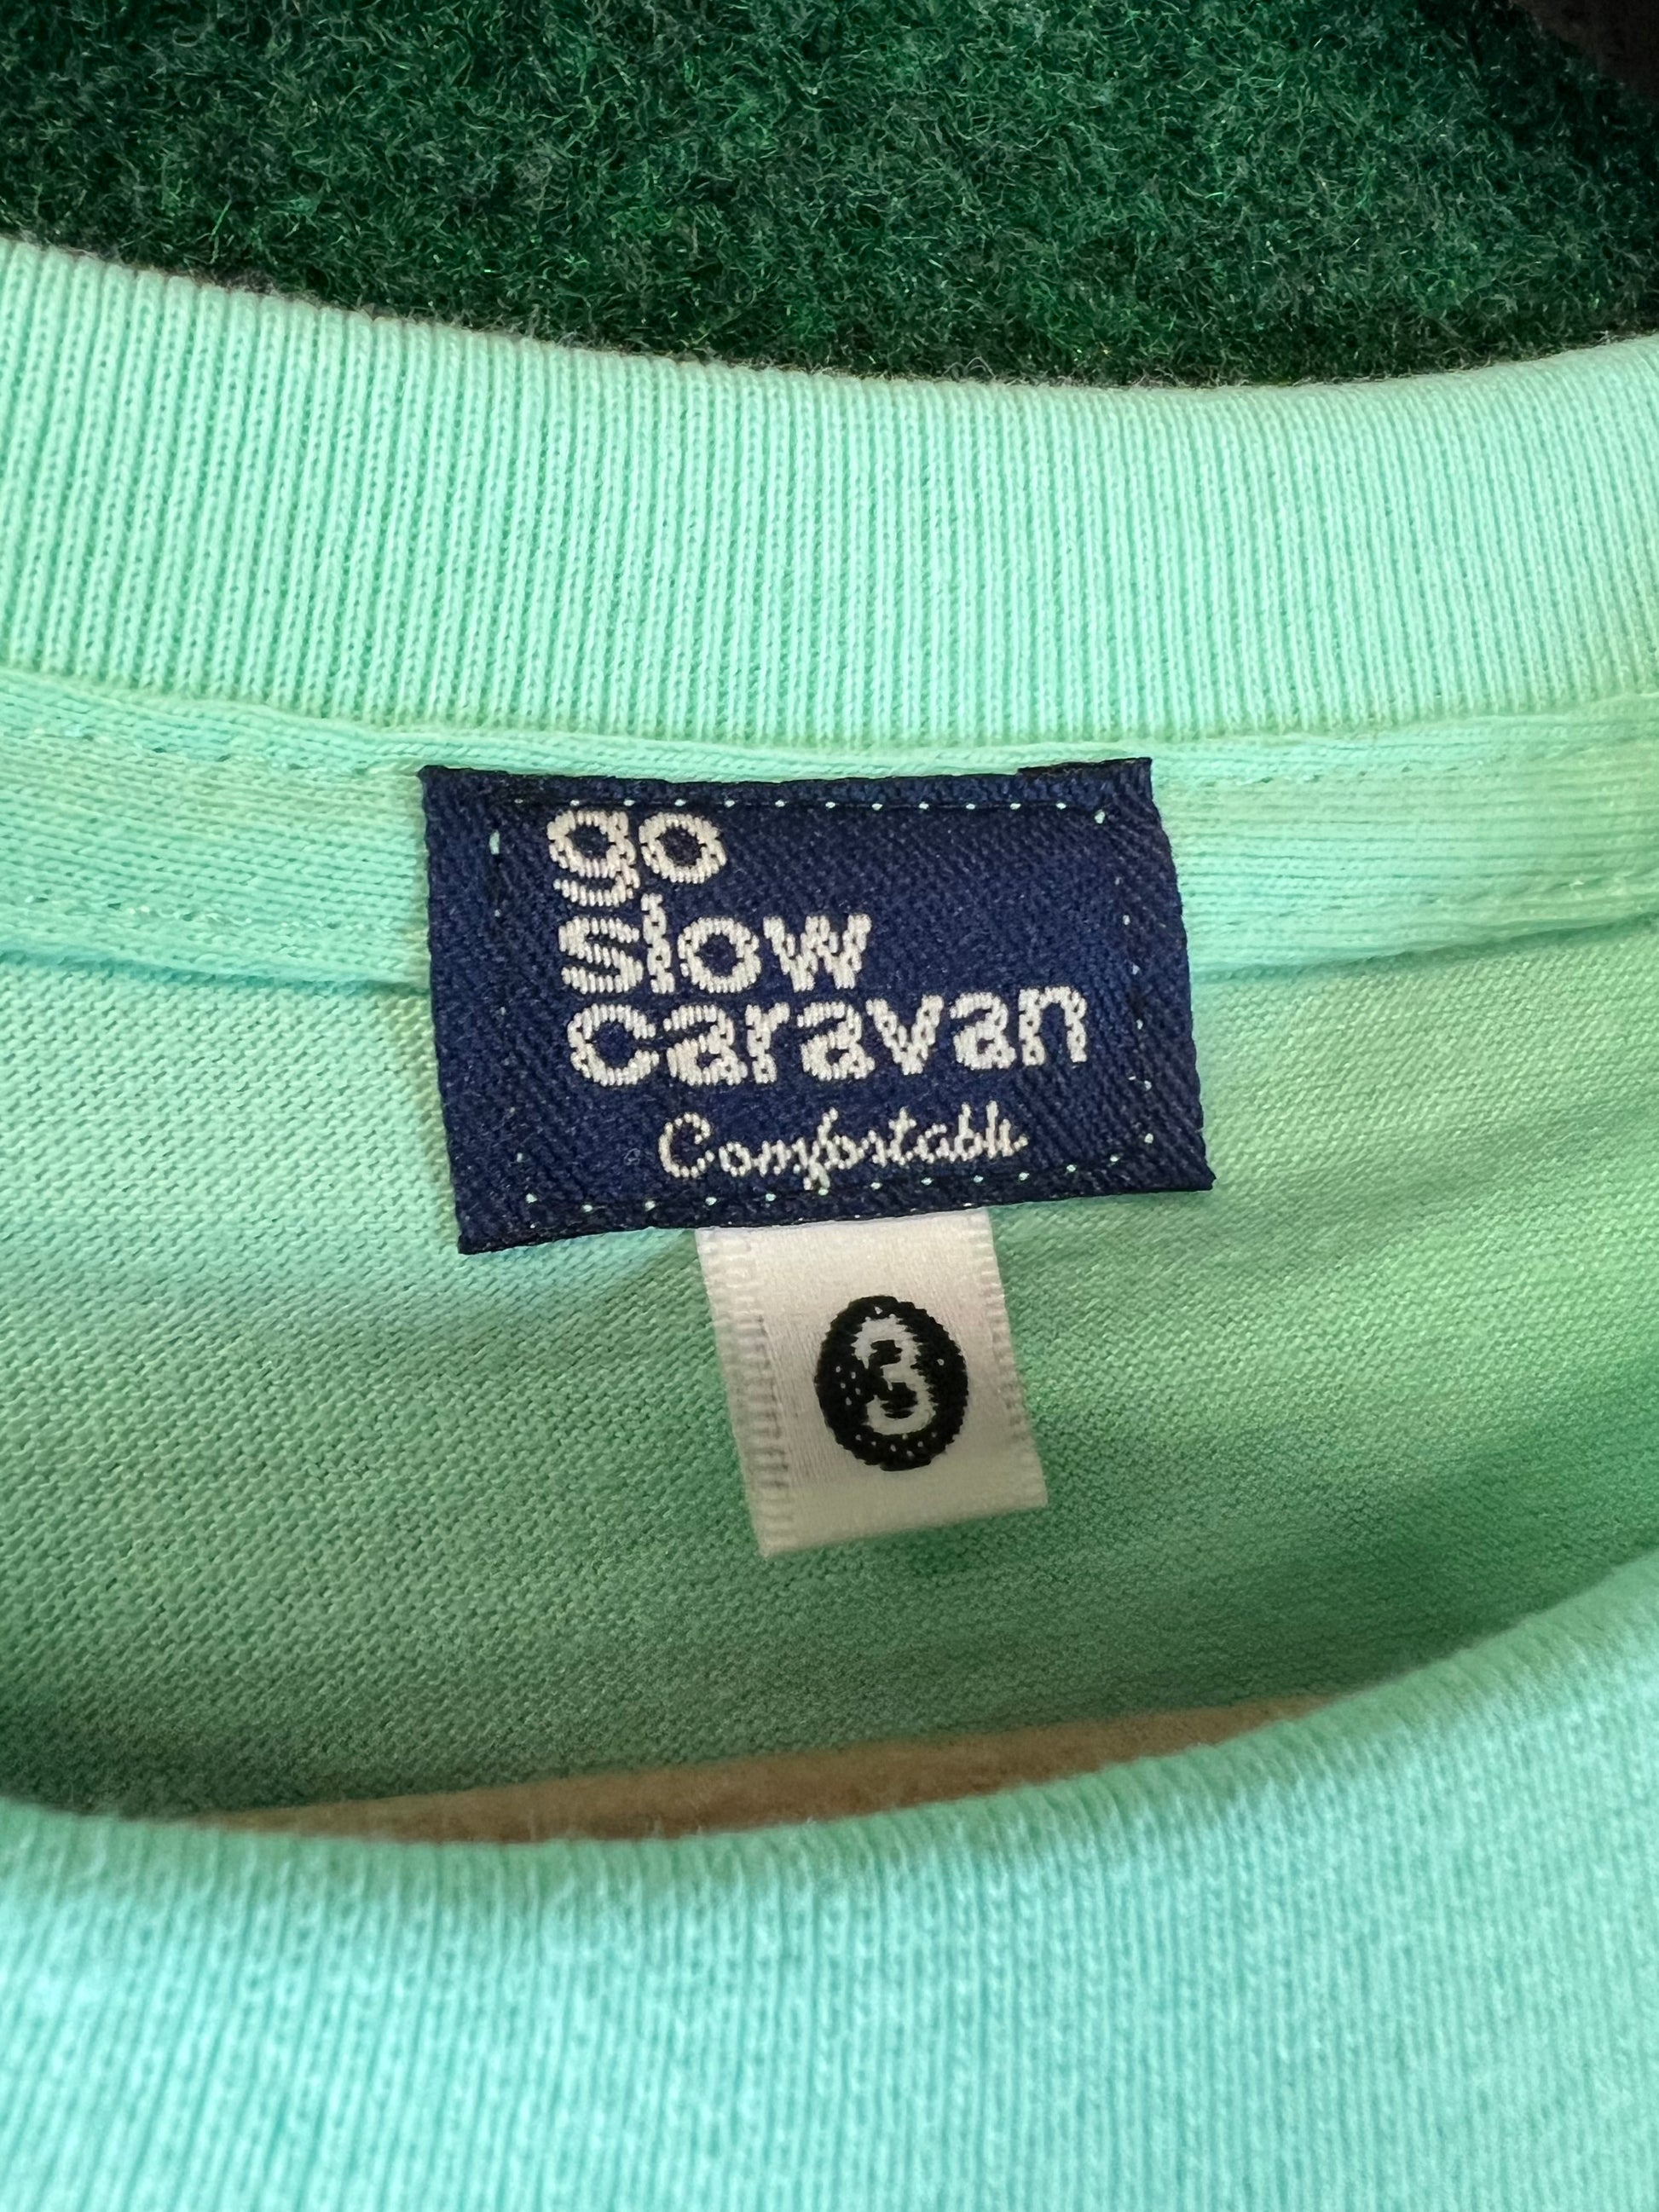 go
slow
caravan
Comfortable
3